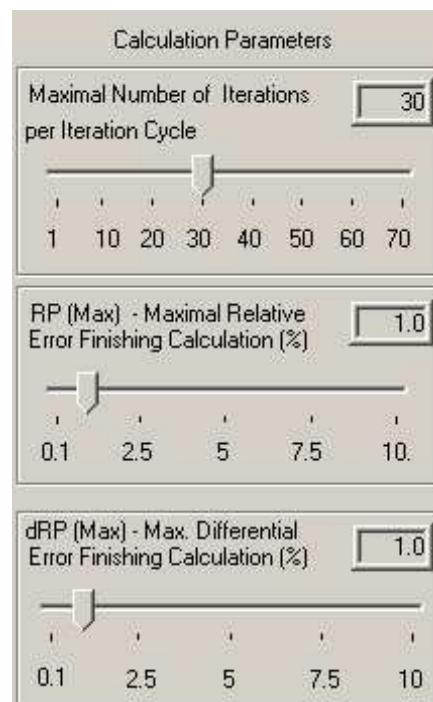 Calculation Parameters
Maximal Number of Iterations
30
per Iteration Cycle
1 10 20 30 40 50 60 70
RP (Max) - Maximal Relative
Error Finishing Calculation (%)
1.0
0.1 2.5 5 7.5 10.
dRP (Max) - Max. Differential
Error Finishing Calculation (%)
1.0
0.1 2.5 5 7.5 10